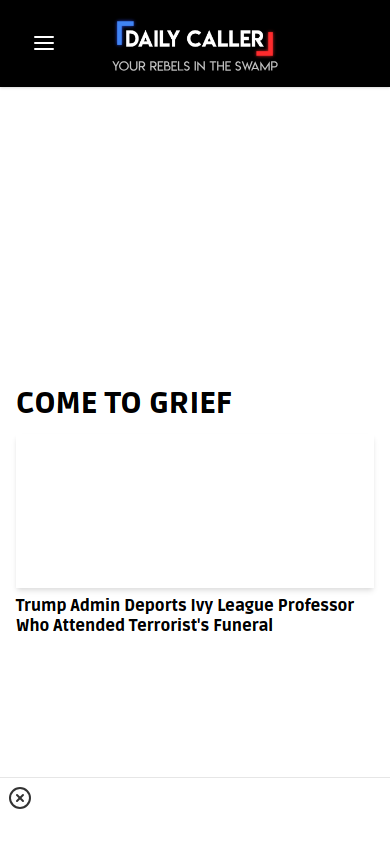 DAILY CALLER
YOUR REBELS IN THE SWAMP
COME TO GRIEF
Trump Admin Deports Ivy League Professor
Who Attended Terrorist's Funeral